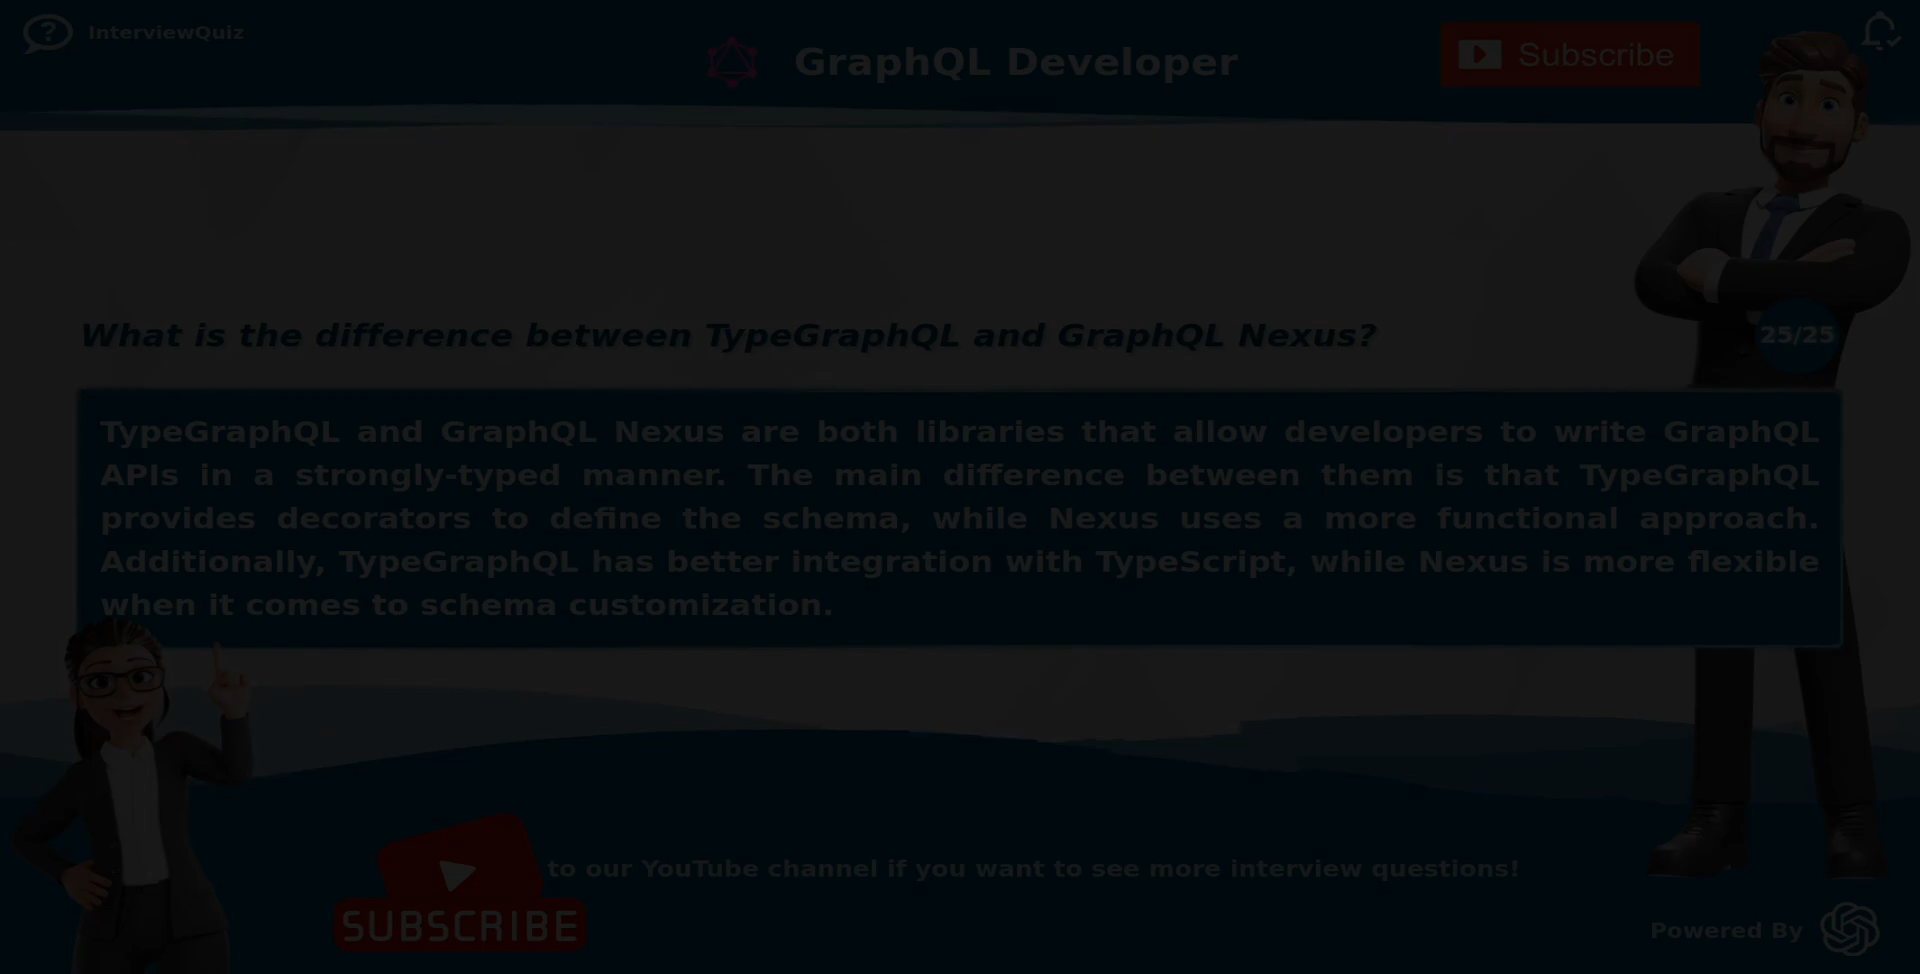 InterviewQuiz
GraphQL Developer
Subscribe
What is the difference between TypeGraphQL and GraphQL Nexus?
25/25
TypeGraphQL and GraphQL Nexus are both libraries that allow developers to write GraphQL
APIs in a strongly-typed manner. The main difference between them is that TypeGraphQL
provides decorators to define the schema, while Nexus uses a more functional approach.
Additionally, TypeGraphQL has better integration with TypeScript, while Nexus is more flexible
when it comes to schema customization.
to our YouTube channel if you want to see more interview questions!
SUBSCRIBE
Powered By